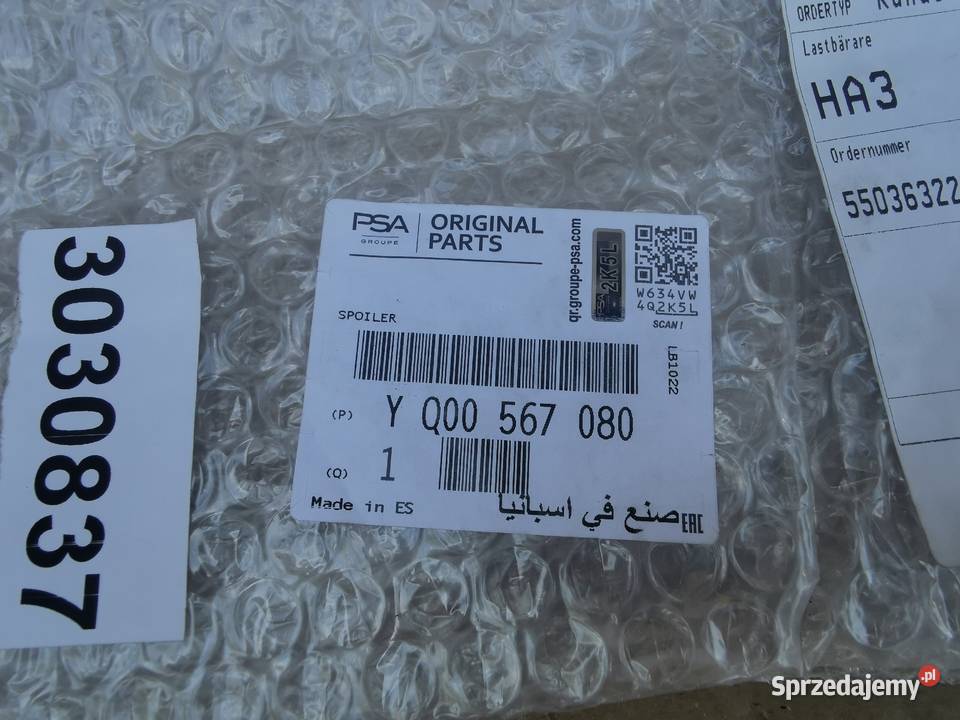 3030837
PSA
GROUPE
ORIGINAL
PARTS
qr.groupe-psa.com
PSA 2K5L
W634VW
4Q2K5L
SCAN!
SPOILER
LB1022
(P) Y Q00 567 080
(Q) 1
Made in ES
صنع في اسبانيا
EAC
ORDERTYP
Lastbärare
HA3
Ordernummer
55036322
Sprzedajemy.pl